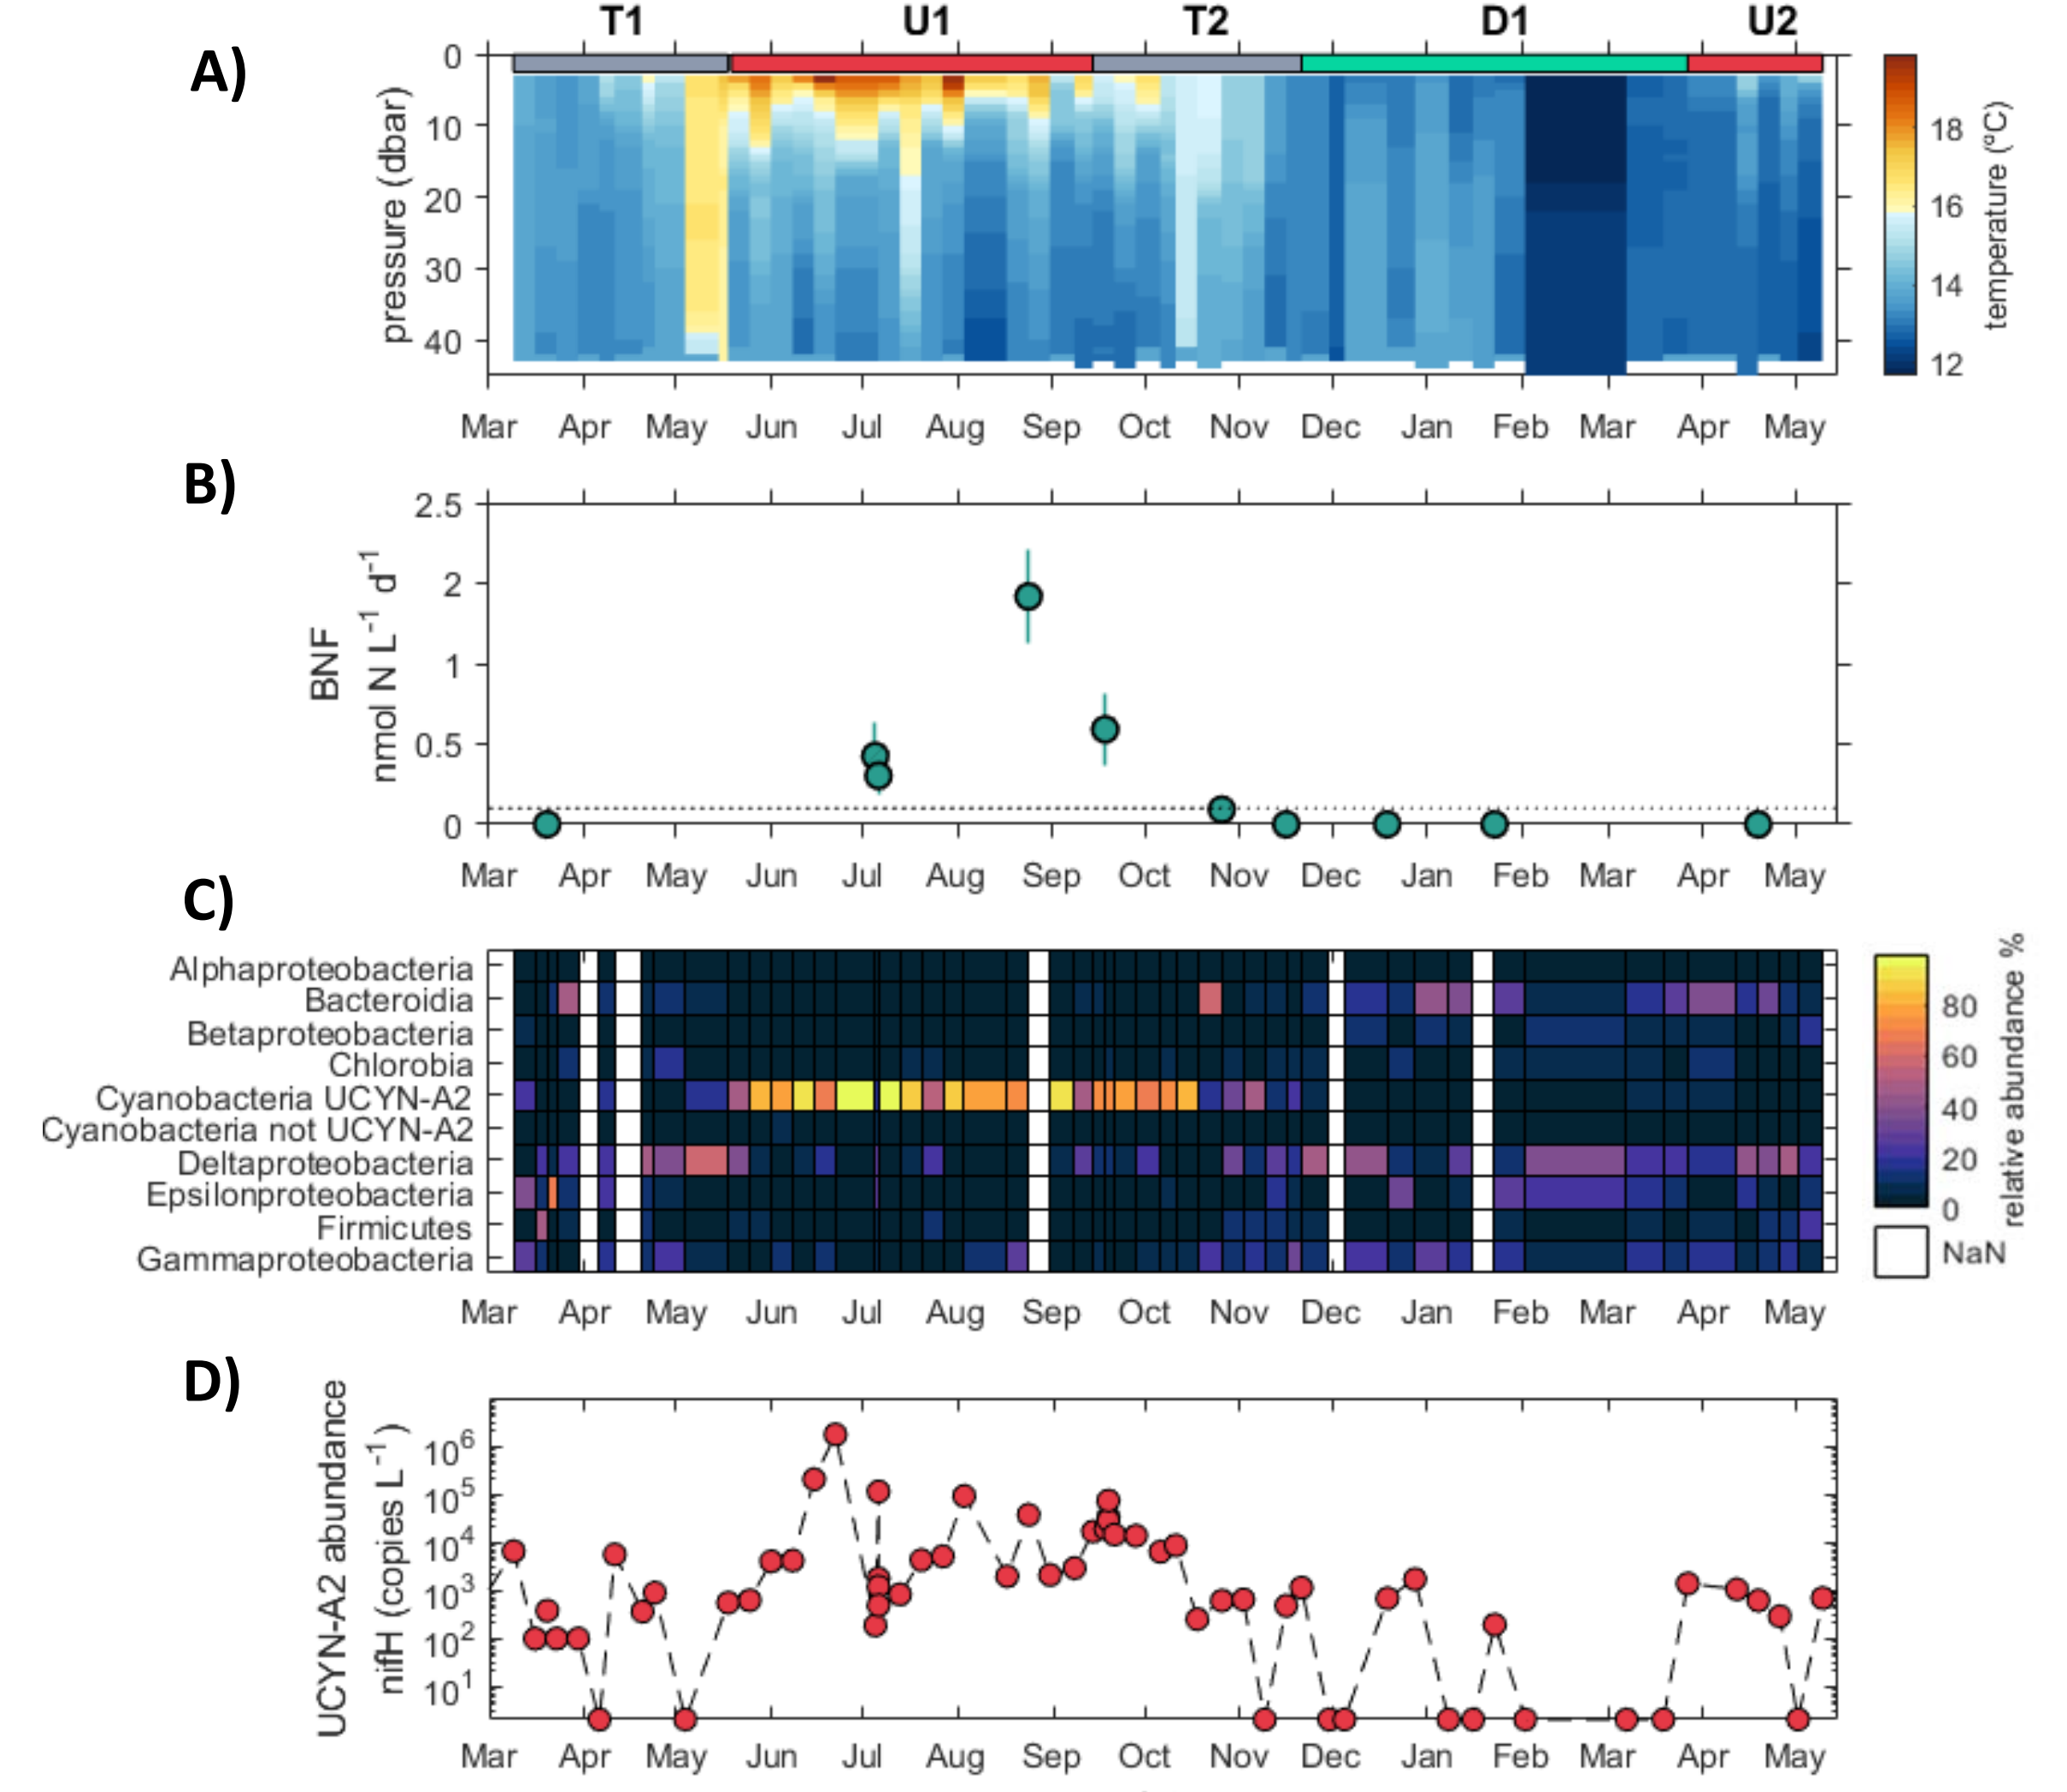 T1 U1 T2 D1 U2
A)
0
10
20
30
40
pressure (dbar)
18
16
14
12
temperature (ºC)
Mar Apr May Jun Jul Aug Sep Oct Nov Dec Jan Feb Mar Apr May
B)
2.5
2
1
0.5
0
BNF
nmol N L-1 d-1
Mar Apr May Jun Jul Aug Sep Oct Nov Dec Jan Feb Mar Apr May
C)
Alphaproteobacteria
Bacteroidia
Betaproteobacteria
Chlorobia
Cyanobacteria UCYN-A2
Cyanobacteria not UCYN-A2
Deltaproteobacteria
Epsilonproteobacteria
Firmicutes
Gammaproteobacteria
80
60
40
20
0
relative abundance %
NaN
Mar Apr May Jun Jul Aug Sep Oct Nov Dec Jan Feb Mar Apr May
D)
UCYN-A2 abundance
nifH (copies L-1)
10^6
10^5
10^4
10^3
10^2
10^1
Mar Apr May Jun Jul Aug Sep Oct Nov Dec Jan Feb Mar Apr May